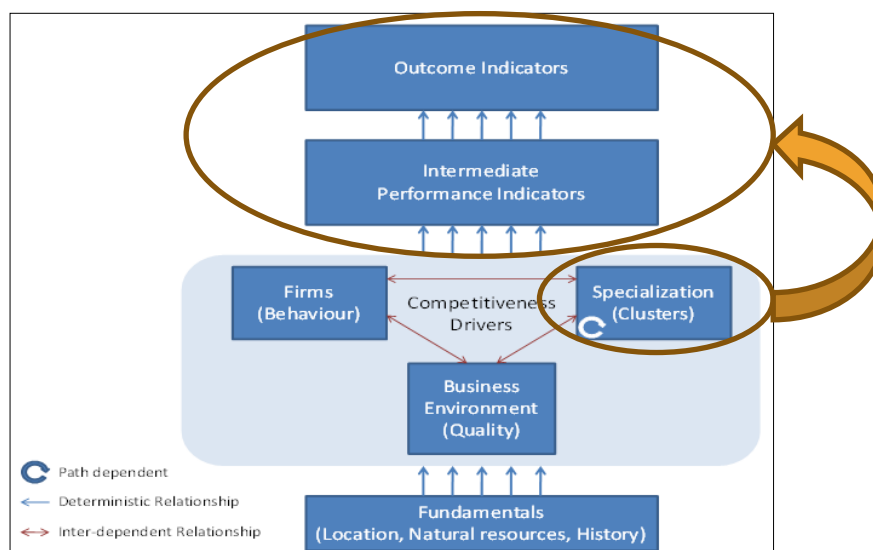 Outcome Indicators
Intermediate
Performance Indicators
Firms
(Behaviour)
Competitiveness
Drivers
Specialization
(Clusters)
Business
Environment
(Quality)
Path dependent
Deterministic Relationship
Inter-dependent Relationship
Fundamentals
(Location, Natural resources, History)